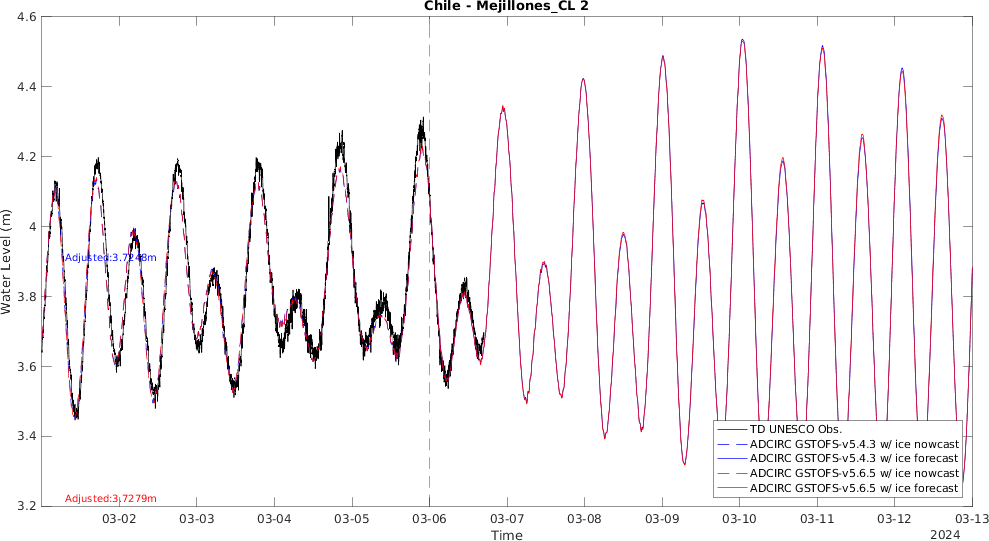 Chile - Mejillones_CL 2
4.6
4.4
4.2
4
3.8
3.6
3.4
3.2
Water Level (m)
Adjusted:3.7248m
Adjusted:3.7279m
TD UNESCO Obs.
ADCIRC GSTOFS-v5.4.3 w/ ice nowcast
ADCIRC GSTOFS-v5.4.3 w/ ice forecast
ADCIRC GSTOFS-v5.6.5 w/ ice nowcast
ADCIRC GSTOFS-v5.6.5 w/ ice forecast
03-02 03-03 03-04 03-05 03-06 03-07 03-08 03-09 03-10 03-11 03-12 03-13
Time
2024